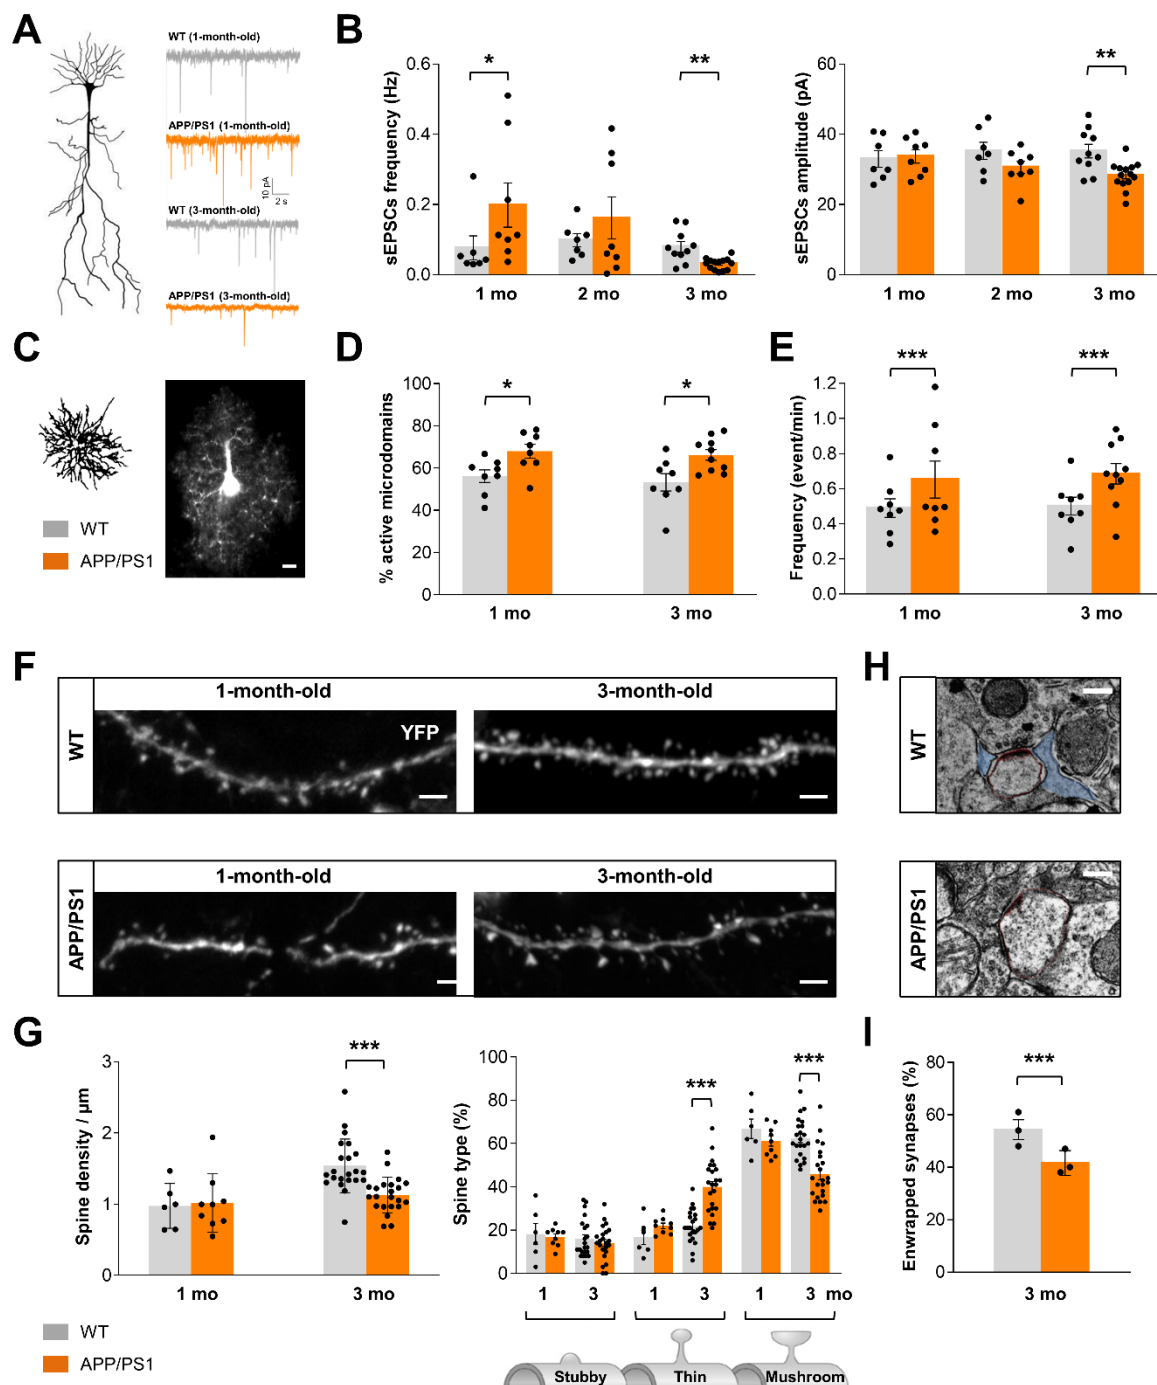 A
WT (1-month-old)
APP/PS1 (1-month-old)
10 pA
2 s
WT (3-month-old)
APP/PS1 (3-month-old)
B
sEPSCs frequency (Hz)
0.6
0.4
0.2
0.0
*
**
1 mo
2 mo
3 mo
sEPSCs amplitude (pA)
60
40
20
0
**
1 mo
2 mo
3 mo
C
WT
APP/PS1
D
% active microdomains
100
80
60
40
20
0
*
*
1 mo
3 mo
E
Frequency (event/min)
1.2
1.0
0.8
0.6
0.4
0.2
0.0
***
***
1 mo
3 mo
F
1-month-old
3-month-old
WT
YFP
1-month-old
3-month-old
APP/PS1
H
WT
APP/PS1
G
Spine density / µm
3
2
1
0
***
1 mo
3 mo
WT
APP/PS1
Spine type (%)
100
80
60
40
20
0
***
***
1
3
1
3
1
3 mo
Stubby
Thin
Mushroom
I
Enwrapped synapses (%)
80
60
40
20
0
***
3 mo